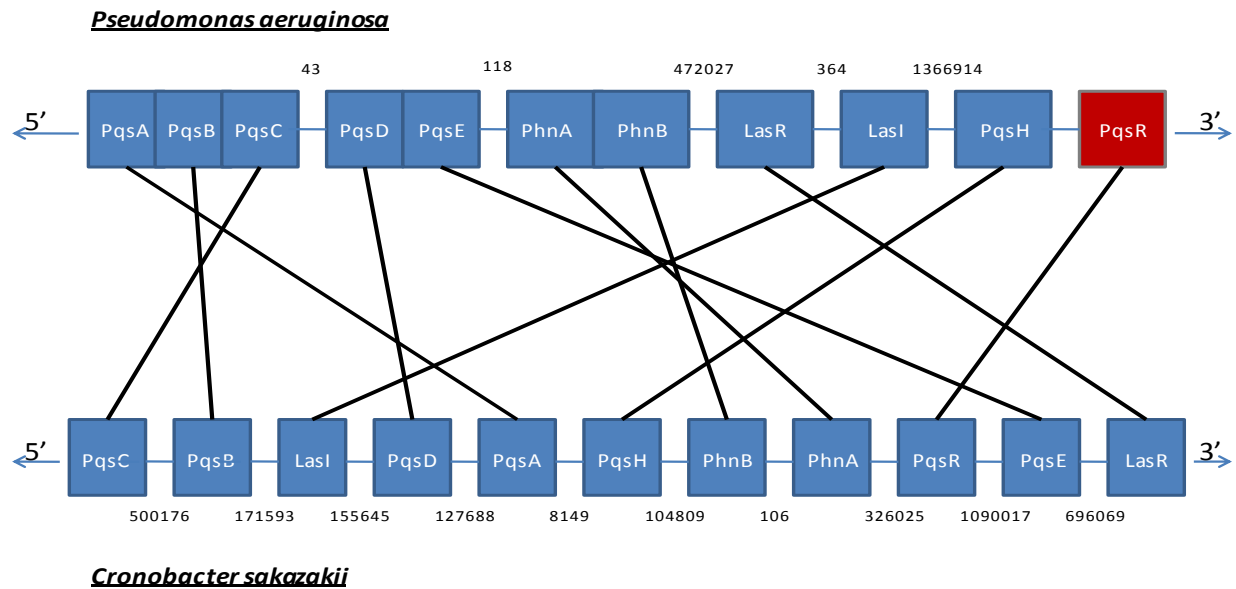 Pseudomonas aeruginosa
43 118 472027 364 1366914
5’ PqsA PqsB PqsC PqsD PqsE PhnA PhnB LasR LasI PqsH PqsR 3’
5’ PqsC PqsB LasI PqsD PqsA PqsH PhnB PhnA PqsR PqsE LasR 3’
500176 171593 155645 127688 8149 104809 106 326025 1090017 696069
Cronobacter sakazakii